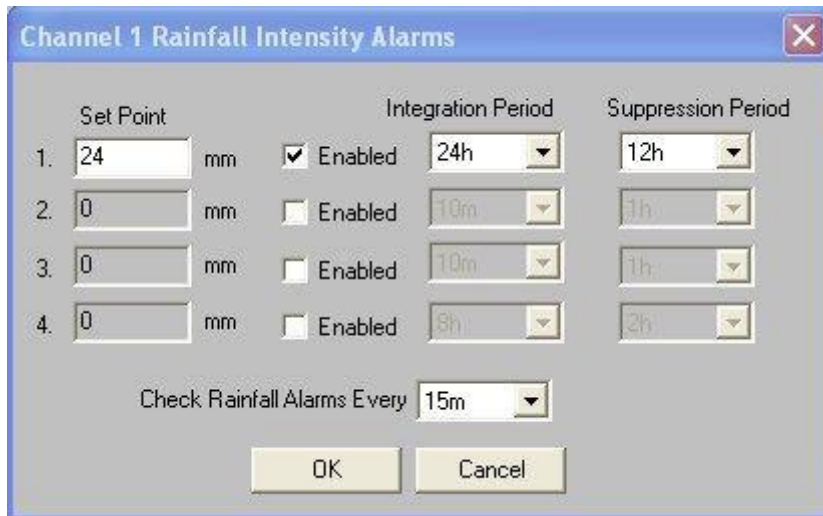 Channel 1 Rainfall Intensity Alarms
Set Point Integration Period Suppression Period
1. 24 mm Enabled 24h 12h
2. 0 mm Enabled 10m 1h
3. 0 mm Enabled 10m 1h
4. 0 mm Enabled 8h 2h
Check Rainfall Alarms Every 15m
OK Cancel